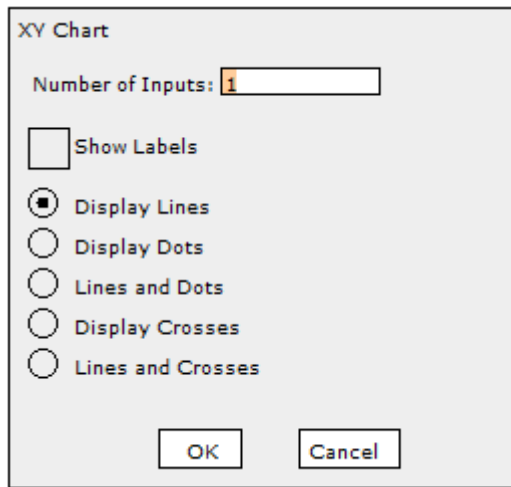 XY Chart
Number of Inputs: 1
Show Labels
Display Lines
Display Dots
Lines and Dots
Display Crosses
Lines and Crosses
OK Cancel